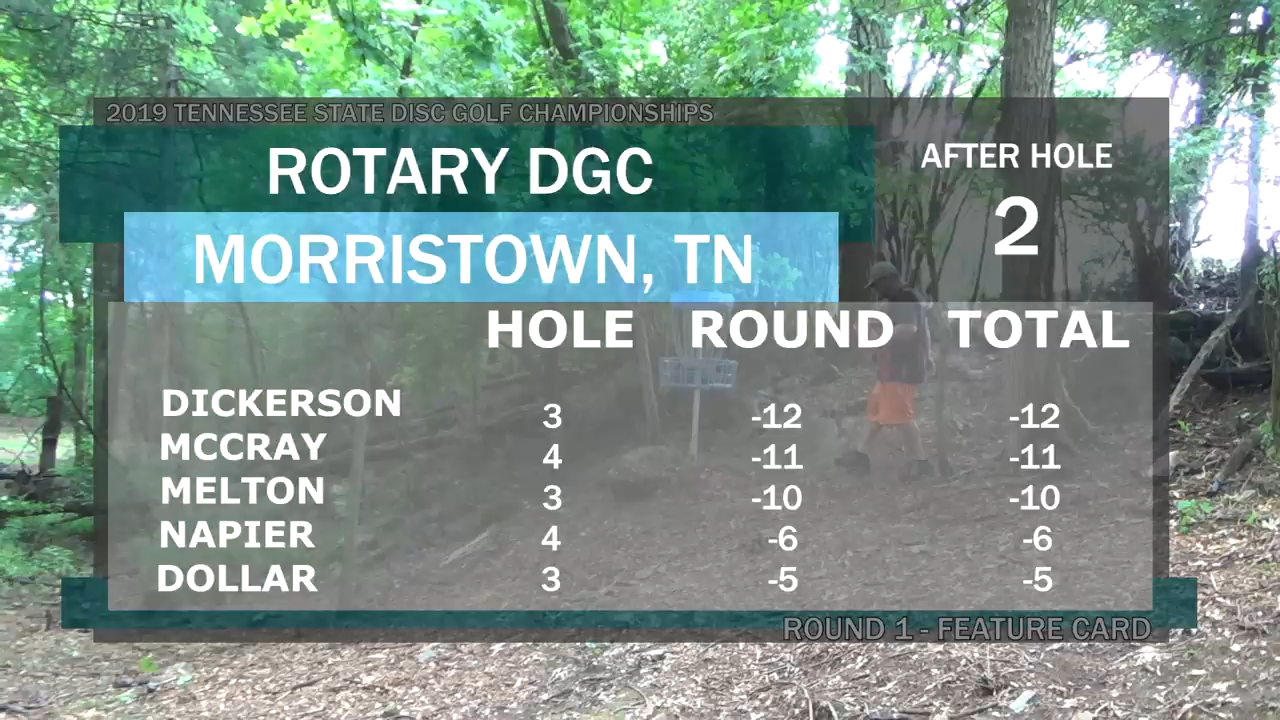 2019 TENNESSEE STATE DISC GOLF CHAMPIONSHIPS
ROTARY DGC
MORRISTOWN, TN
AFTER HOLE
2
HOLE ROUND TOTAL
DICKERSON 3 -12 -12
MCCRAY 4 -11 -11
MELTON 3 -10 -10
NAPIER 4 -6 -6
DOLLAR 3 -5 -5
ROUND 1 - FEATURE CARD